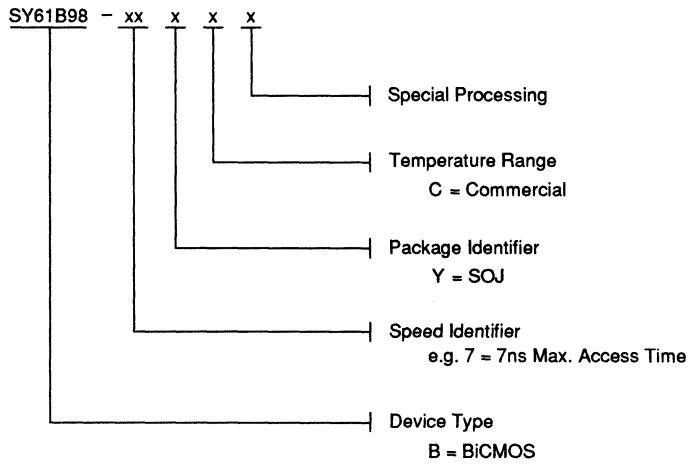 SY61B98 - xx x x x
Special Processing
Temperature Range
C = Commercial
Package Identifier
Y = SOJ
Speed Identifier
e.g. 7 = 7ns Max. Access Time
Device Type
B = BiCMOS